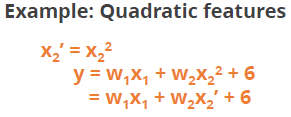 Example: Quadratic features
x₂' = x₂²
y = w₁x₁ + w₂x₂² + 6
= w₁x₁ + w₂x₂' + 6